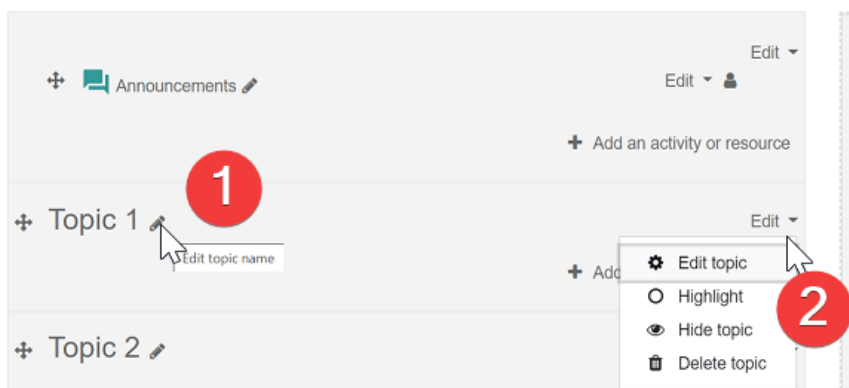 Edit
Announcements
Edit
Add an activity or resource
1
Topic 1
Edit
Edit topic name
Edit topic
Add
Highlight
2
Hide topic
Topic 2
Delete topic